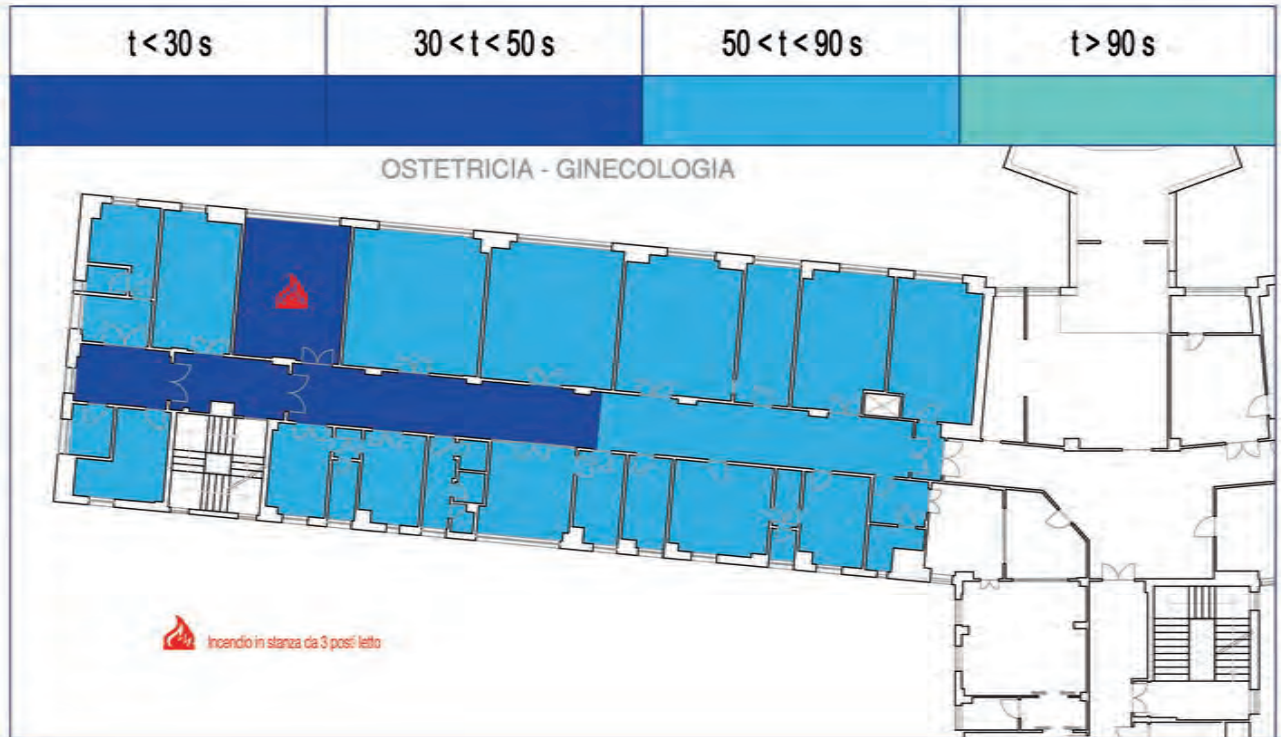 t < 30 s
30 < t < 50 s
50 < t < 90 s
t > 90 s
OSTETRICIA - GINECOLOGIA
Incendio in stanza da 3 posti letto